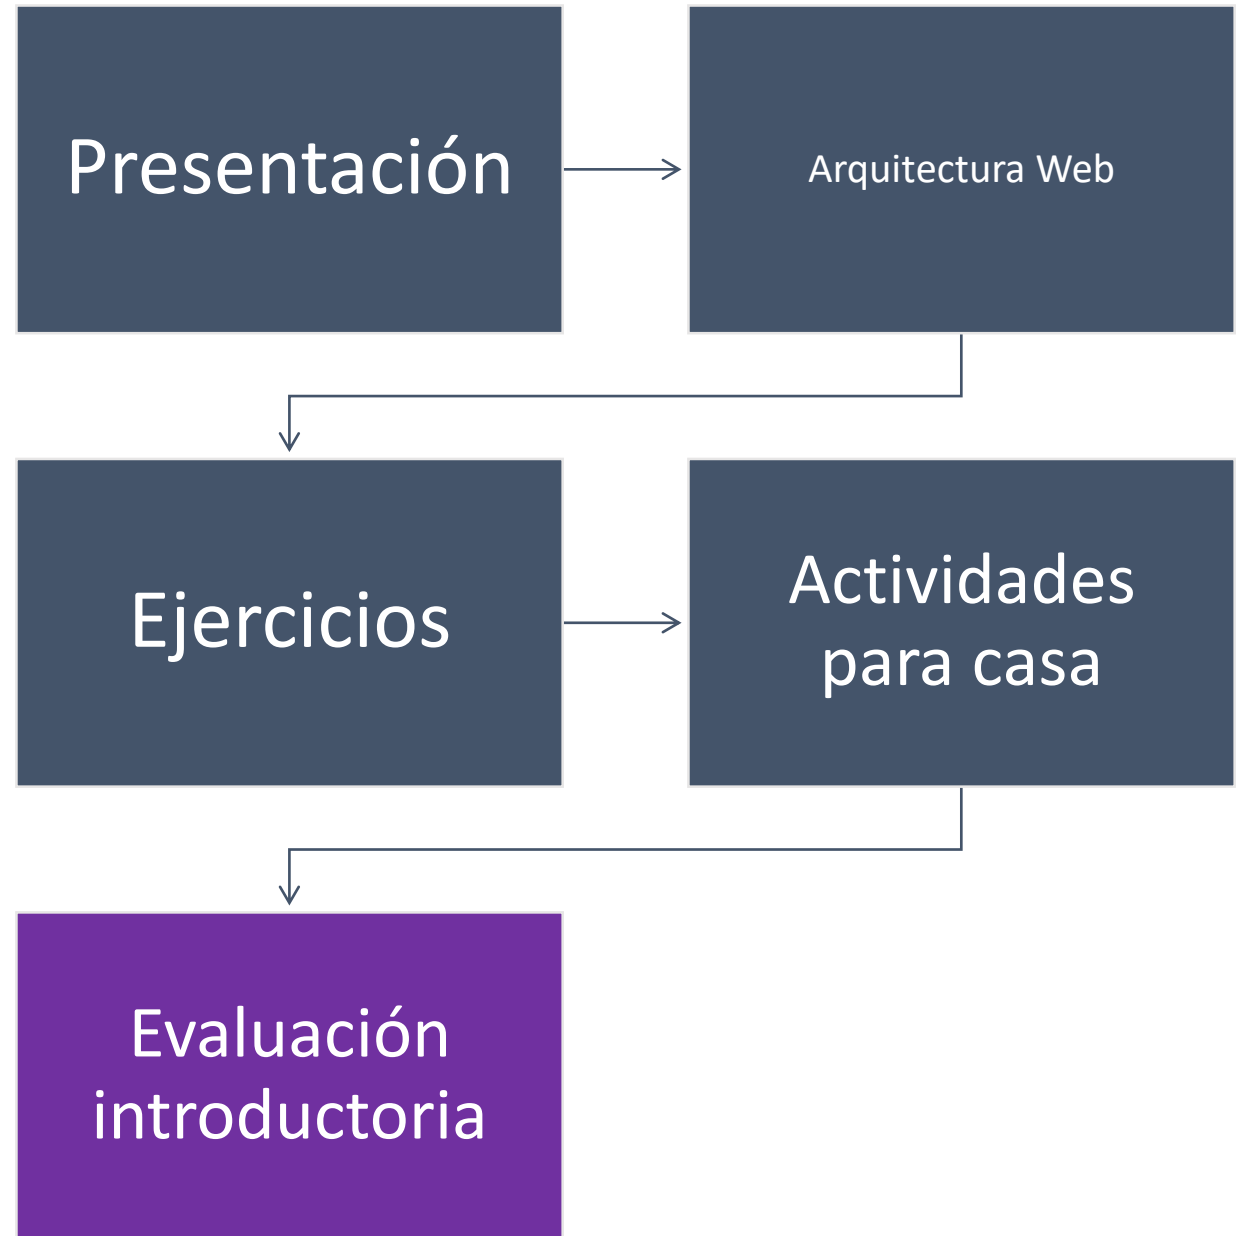 Presentación
Arquitectura Web
Ejercicios
Actividades
para casa
Evaluación
introductoria